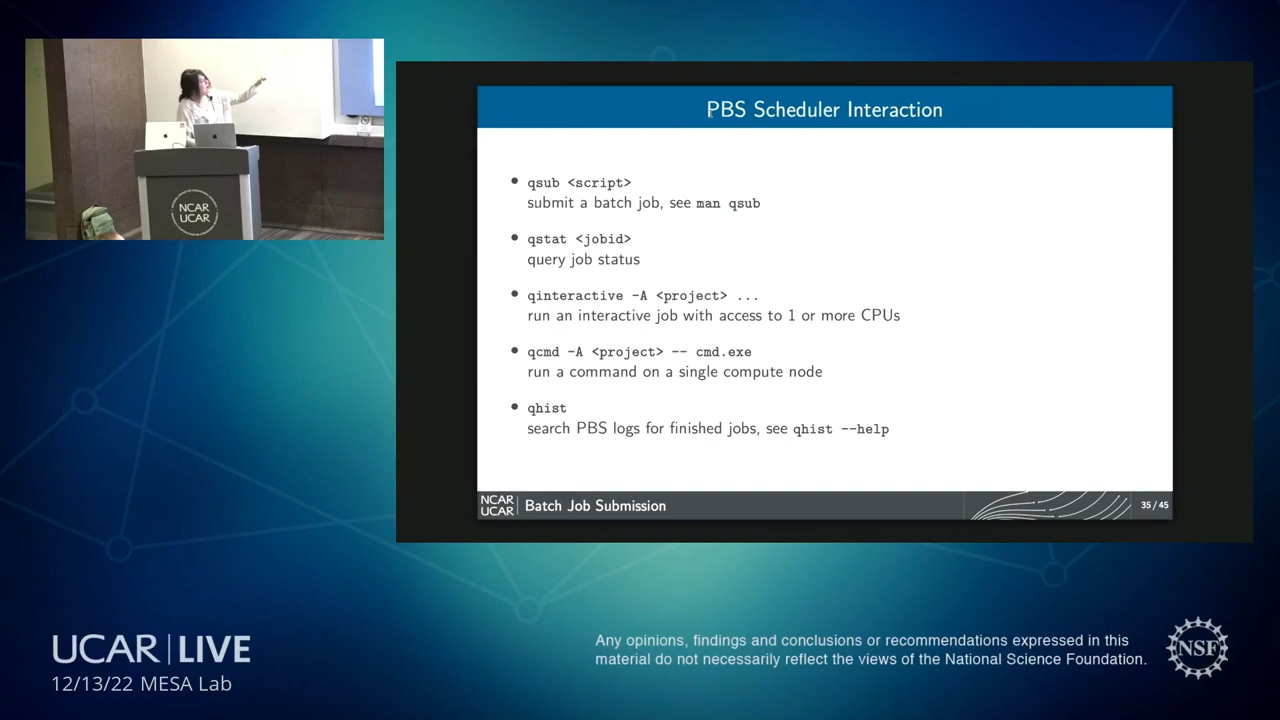 NCAR
UCAR
PBS Scheduler Interaction
qsub <script>
submit a batch job, see man qsub
qstat <jobid>
query job status
qinteractive -A <project> ...
run an interactive job with access to 1 or more CPUs
qcmd -A <project> -- cmd.exe
run a command on a single compute node
qhist
search PBS logs for finished jobs, see qhist --help
NCAR
UCAR
Batch Job Submission
35 / 45
UCAR | LIVE
12/13/22 MESA Lab
Any opinions, findings and conclusions or recommendations expressed in this
material do not necessarily reflect the views of the National Science Foundation.
NSF